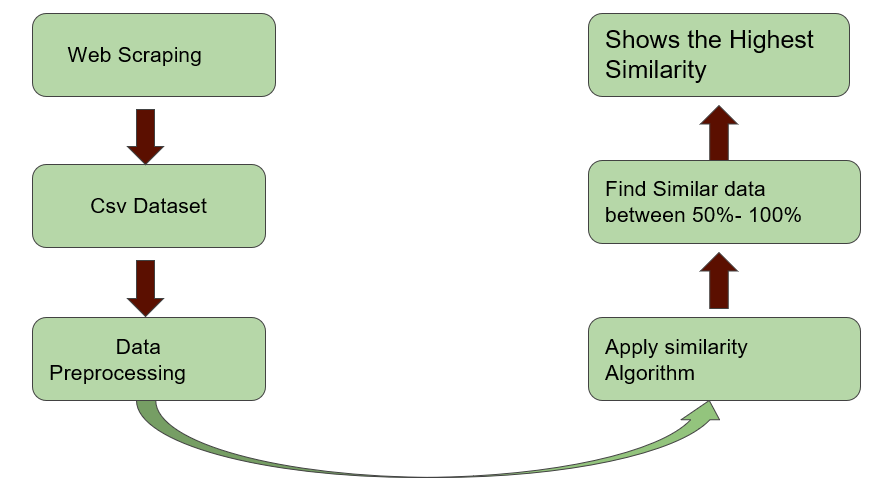 Web Scraping
Csv Dataset
Data
Preprocessing
Apply similarity
Algorithm
Find Similar data
between 50%- 100%
Shows the Highest
Similarity